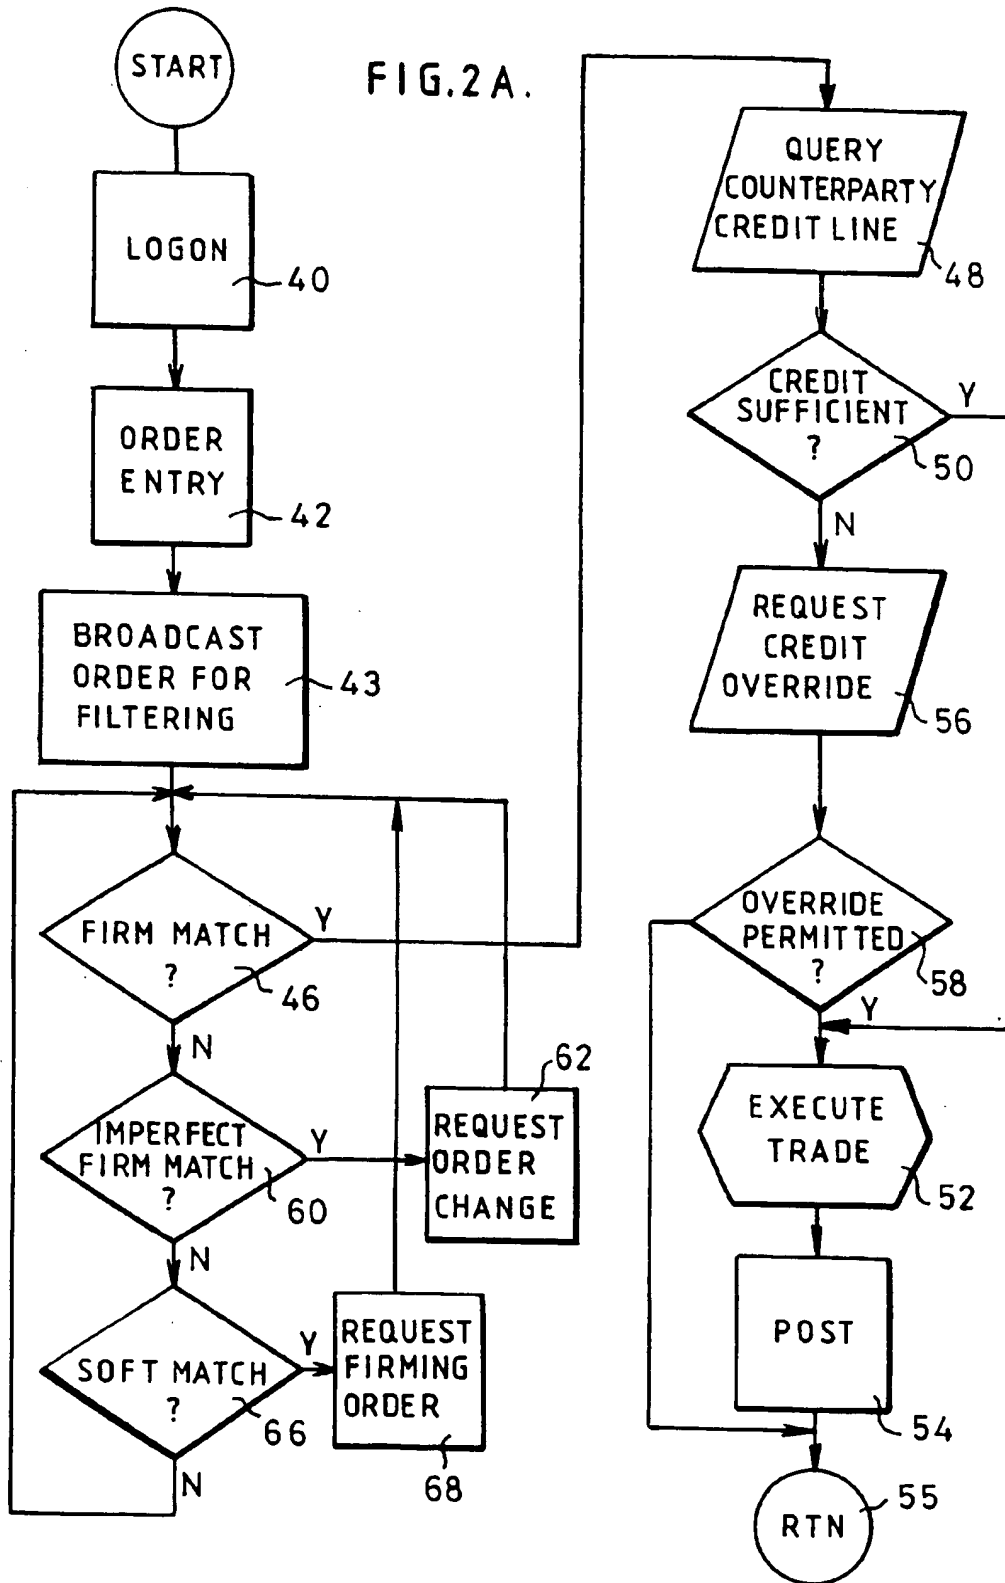 START
FIG.2A.
LOGON
40
ORDER
ENTRY
42
BROADCAST
ORDER FOR
FILTERING
43
FIRM MATCH
?
46
Y
N
IMPERFECT
FIRM MATCH
?
60
Y
N
62
REQUEST
ORDER
CHANGE
SOFT MATCH
?
66
Y
N
REQUEST
FIRMING
ORDER
68
QUERY
COUNTERPARTY
CREDIT LINE
48
CREDIT
SUFFICIENT
?
50
Y
N
REQUEST
CREDIT
OVERRIDE
56
OVERRIDE
PERMITTED
?
58
Y
EXECUTE
TRADE
52
POST
54
RTN
55